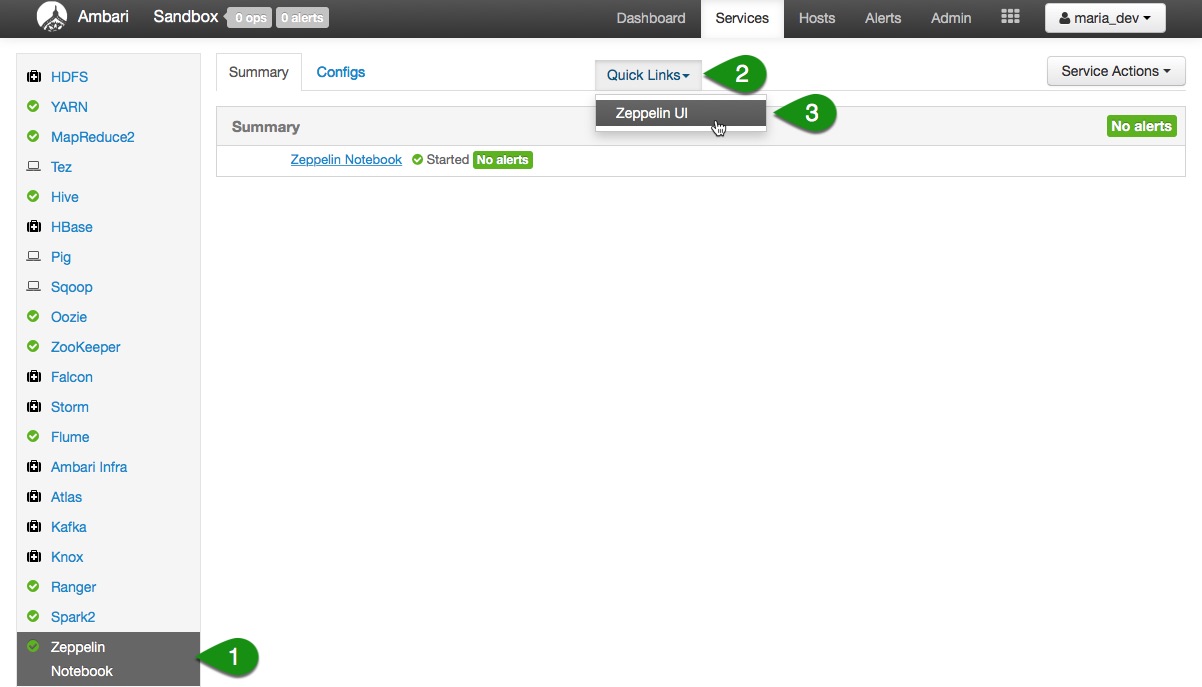 Ambari Sandbox 0 ops 0 alerts Dashboard Services Hosts Alerts Admin maria_dev
HDFS
YARN
MapReduce2
Tez
Hive
HBase
Pig
Sqoop
Oozie
ZooKeeper
Falcon
Storm
Flume
Ambari Infra
Atlas
Kafka
Knox
Ranger
Spark2
Zeppelin
Notebook
1
Summary Configs Quick Links 2 Service Actions
Zeppelin UI 3
Summary No alerts
Zeppelin Notebook Started No alerts